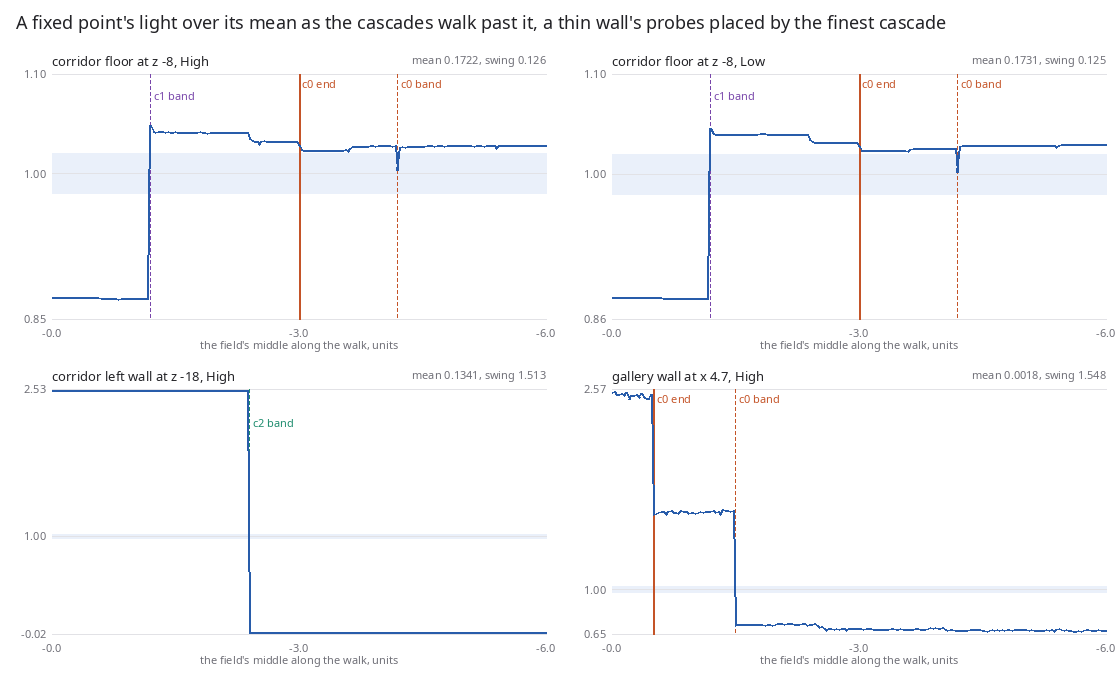 A fixed point's light over its mean as the cascades walk past it, a thin wall's probes placed by the finest cascade
corridor floor at z -8, High
mean 0.1722, swing 0.126
1.10
c0 end
c0 band
c1 band
1.00
0.85
-0.0
-3.0
-6.0
the field's middle along the walk, units
corridor floor at z -8, Low
mean 0.1731, swing 0.125
1.10
c0 end
c0 band
c1 band
1.00
0.86
-0.0
-3.0
-6.0
the field's middle along the walk, units
corridor left wall at z -18, High
mean 0.1341, swing 1.513
2.53
c2 band
1.00
-0.02
-0.0
-3.0
-6.0
the field's middle along the walk, units
gallery wall at x 4.7, High
mean 0.0018, swing 1.548
2.57
c0 end
c0 band
1.00
0.65
-0.0
-3.0
-6.0
the field's middle along the walk, units